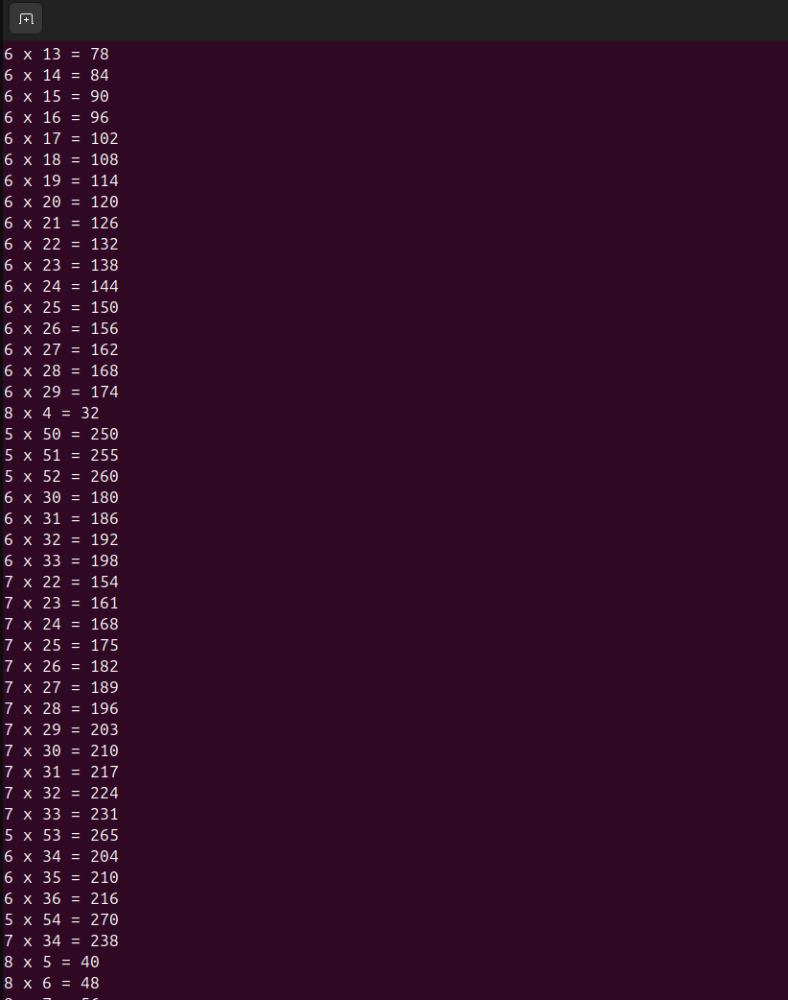 6 x 13 = 78
6 x 14 = 84
6 x 15 = 90
6 x 16 = 96
6 x 17 = 102
6 x 18 = 108
6 x 19 = 114
6 x 20 = 120
6 x 21 = 126
6 x 22 = 132
6 x 23 = 138
6 x 24 = 144
6 x 25 = 150
6 x 26 = 156
6 x 27 = 162
6 x 28 = 168
6 x 29 = 174
8 x 4 = 32
5 x 50 = 250
5 x 51 = 255
5 x 52 = 260
6 x 30 = 180
6 x 31 = 186
6 x 32 = 192
6 x 33 = 198
7 x 22 = 154
7 x 23 = 161
7 x 24 = 168
7 x 25 = 175
7 x 26 = 182
7 x 27 = 189
7 x 28 = 196
7 x 29 = 203
7 x 30 = 210
7 x 31 = 217
7 x 32 = 224
7 x 33 = 231
5 x 53 = 265
6 x 34 = 204
6 x 35 = 210
6 x 36 = 216
5 x 54 = 270
7 x 34 = 238
8 x 5 = 40
8 x 6 = 48